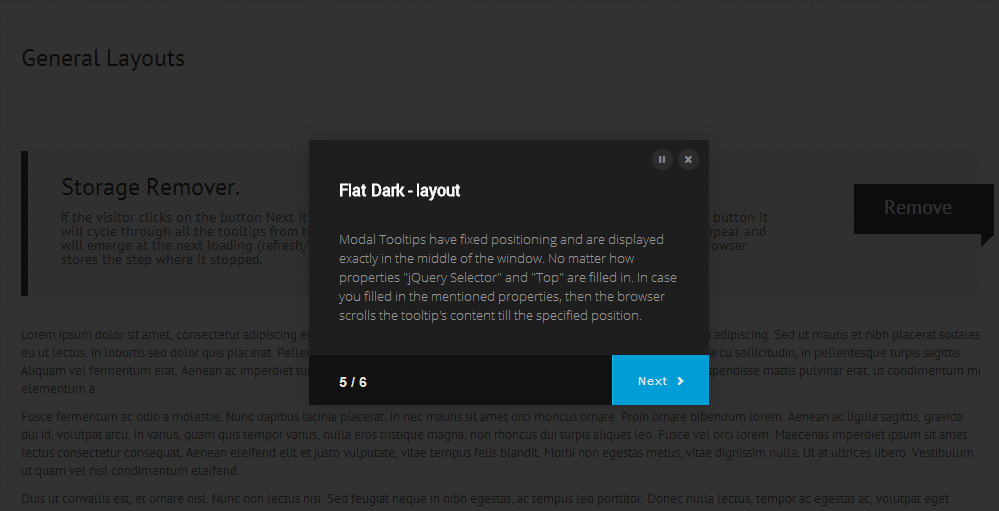 General Layouts
Storage Remover.
If the visitor clicks on the button Next it
button it
will cycle through all the tooltips from
ppear and
will emerge at the next loading (refresh/
rowser
stores the step where it stopped.
Remove
Flat Dark - layout
Modal Tooltips have fixed positioning and are displayed
exactly in the middle of the window. No matter how
properties "jQuery Selector" and "Top" are filled in. In case
you filled in the mentioned properties, then the browser
scrolls the tooltip's content till the specified position.
5 / 6
Next
Lorem ipsum dolor sit amet, consectetur adipiscing
adipiscing. Sed ut mauris et nibh placerat sodales
eu ut lectus. In lobortis sed dolor quis placerat.
arcu sollicitudin, in pellentesque turpis sagittis.
Aliquam vel fermentum erat. Aenean ac imperdiet
mattis pulvinar erat, ut condimentum mi
elementum a.
Fusce fermentum ac odio a molestie. Nunc dapibus lacinia placerat. In nec mauris sit amet orci rhoncus ornare. Proin ornare bibendum lorem. Aenean ac ligula sagittis, gravida
dui id, volutpat arcu. In varius, quam quis tempor varius, nulla eros tristique magna, non rhoncus dui turpis aliquet leo. Fusce vel orci lorem. Maecenas imperdiet ipsum sit amet
lectus consectetur consequat. Aenean eleifend elit et justo vulputate, vitae tempus felis blandit. Morbi non egestas metus, vitae dignissim nulla. Ut at ultrices libero. Vestibulum
ut quam vel nisl condimentum eleifend.
Duis ut convallis est, et ornare nisl. Nunc non lectus nisi. Sed feugiat neque in nibh egestas, ac tempus leo porttitor. Donec nulla lectus, tempor ac egestas ac, volutpat eget